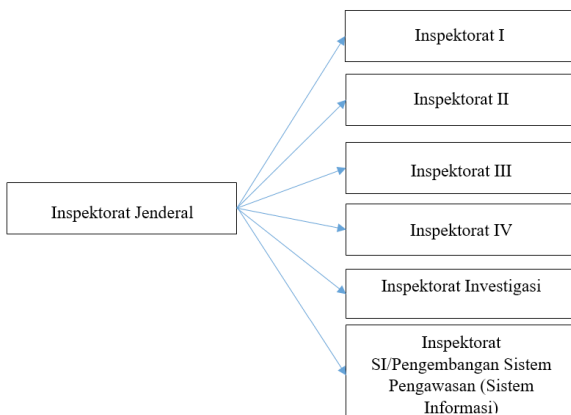 Inspektorat I
Inspektorat II
Inspektorat III
Inspektorat Jenderal
Inspektorat IV
Inspektorat Investigasi
Inspektorat
SI/Pengembangan Sistem
Pengawasan (Sistem
Informasi)